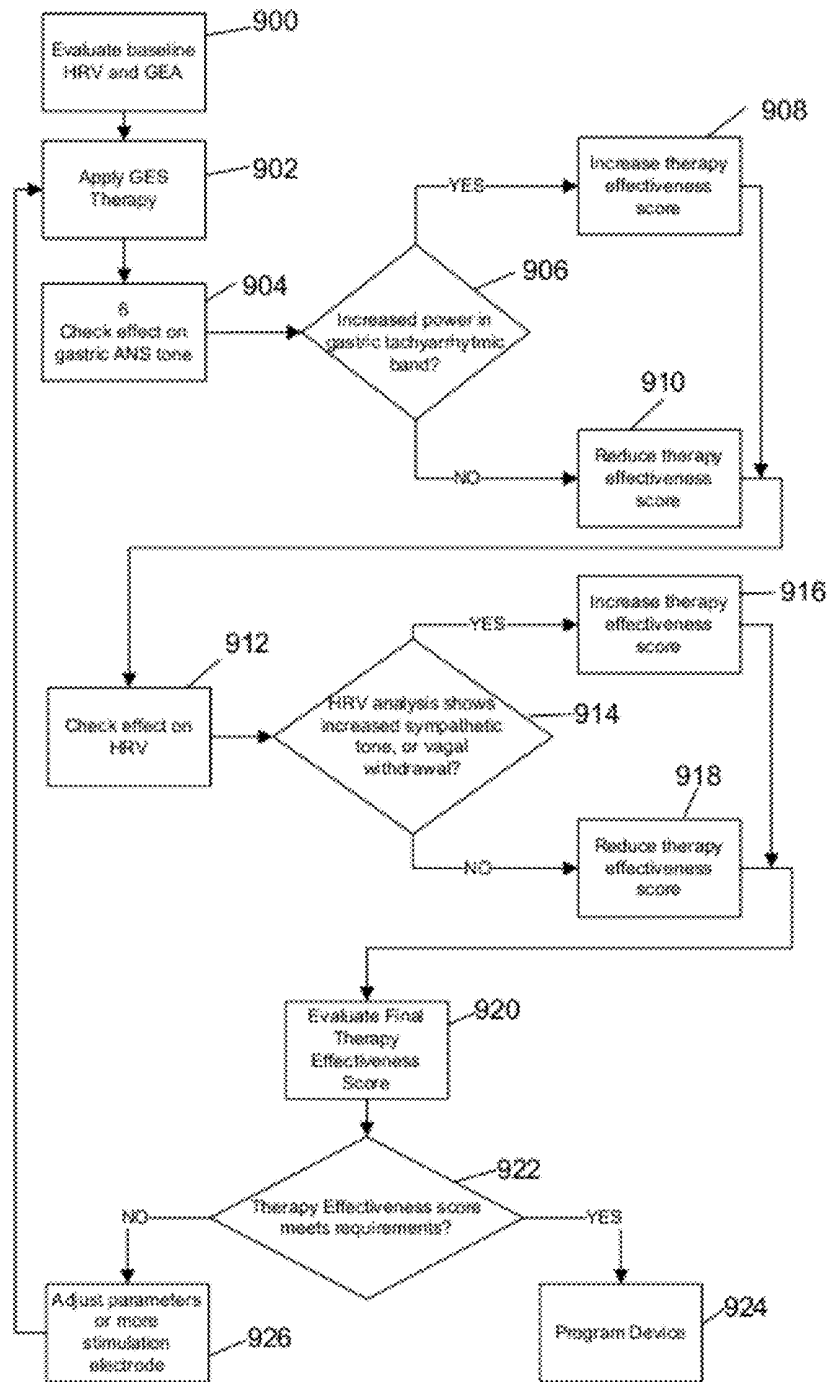 900
Evaluate baseline
HRV and GEA
902
Apply GES
Therapy
904
6
Check effect on
gastric ANS tone
906
Increased power in
gastric tachyarrhytmic
band?
YES
908
Increase therapy
effectiveness
score
NO
910
Reduce therapy
effectiveness
score
912
Check effect on
HRV
914
HRV analysis shows
increased sympathetic
tone, or vagal
withdrawal?
YES
916
Increase therapy
effectiveness
score
NO
918
Reduce therapy
effectiveness
score
920
Evaluate Final
Therapy
Effectiveness
Score
922
Therapy Effectiveness score
meets requirements?
NO
YES
Adjust parameters
or more
stimulation
electrode
926
Program Device
924